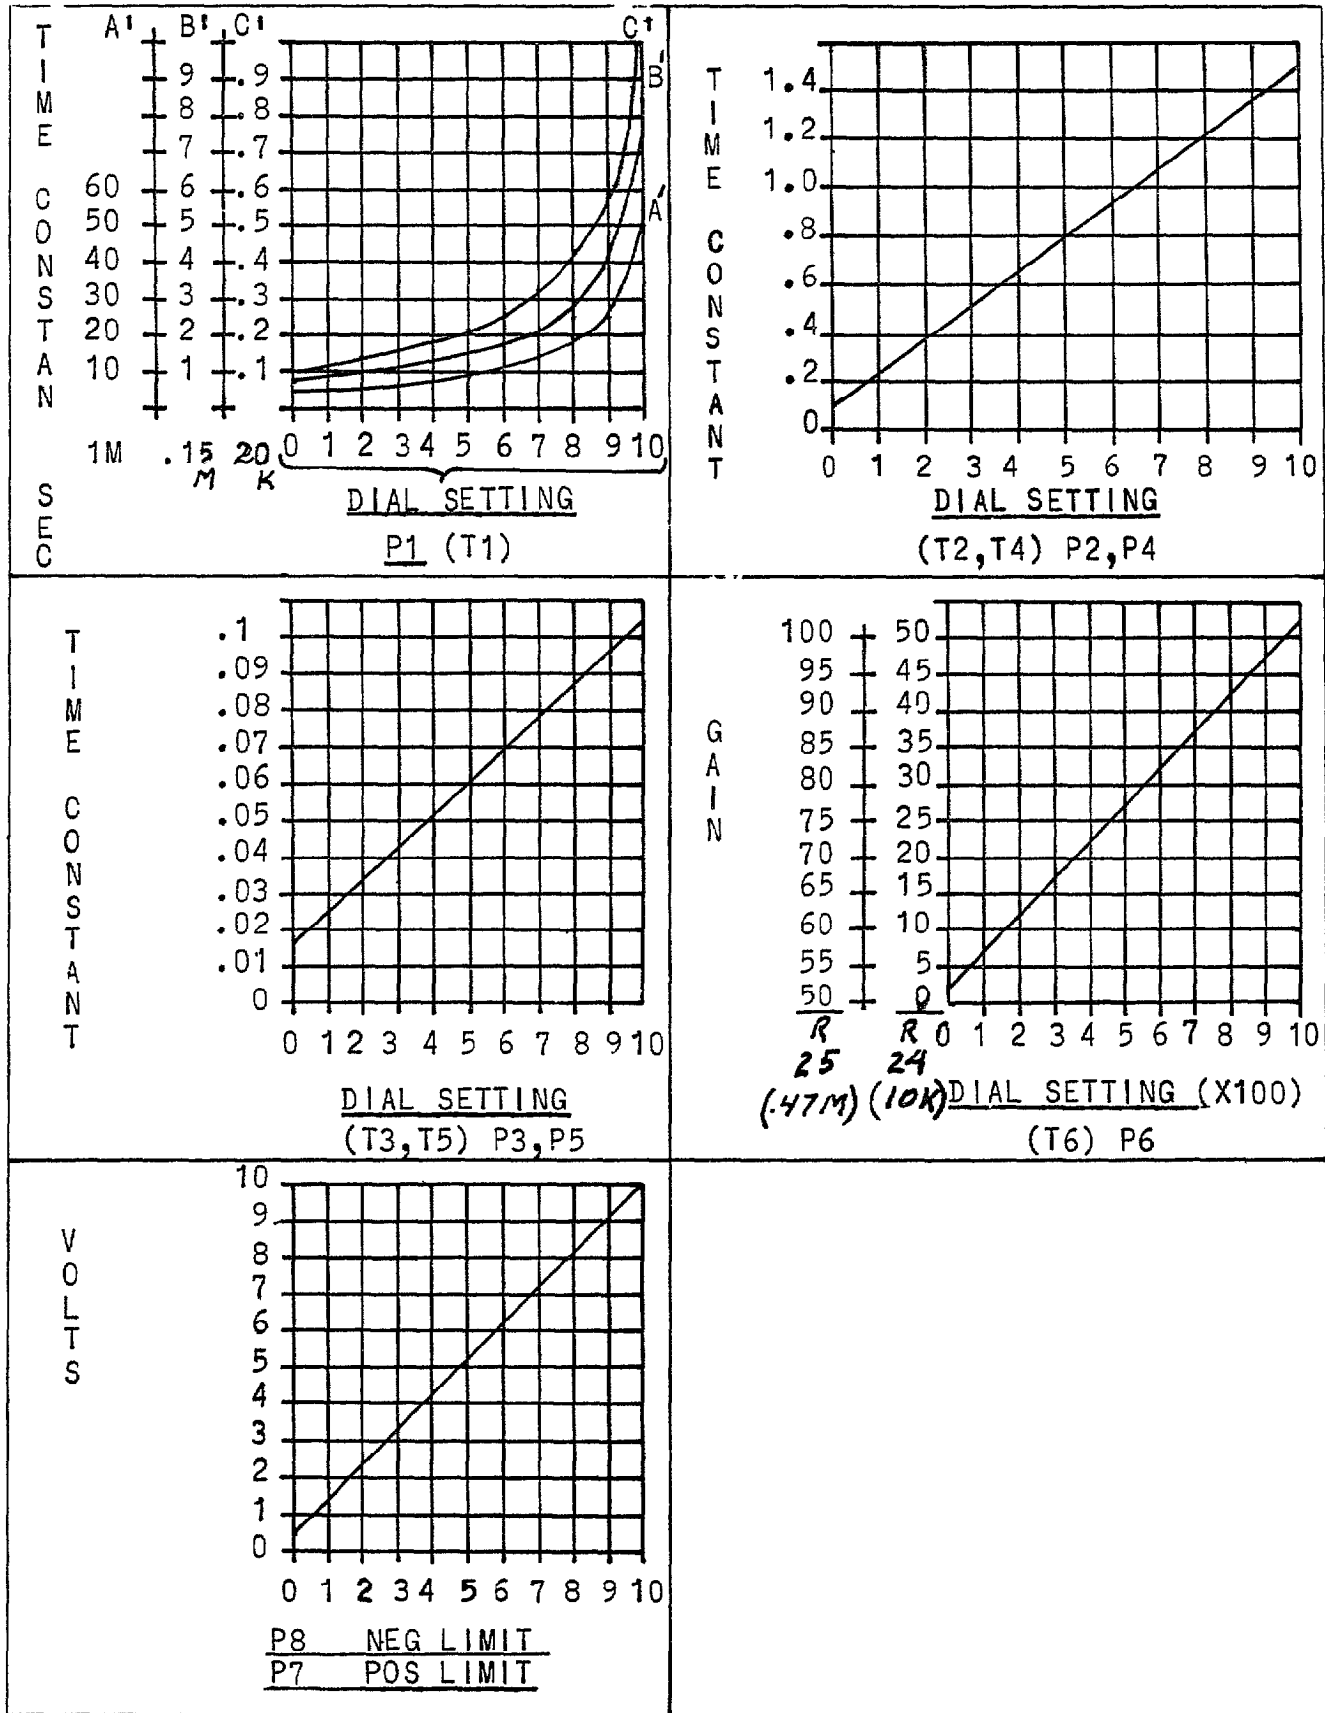 TIME CONSTAN SEC
A' B' C' C' 
9 .9
8 .8
7 .7
60 6 .6
50 5 .5
40 4 .4
30 3 .3
20 2 .2
10 1 .1
B'
A'
1M .15M 20K
0 1 2 3 4 5 6 7 8 9 10
DIAL SETTING
P1 (T1)
TIME CONSTANT
1.4
1.2
1.0
.8
.6
.4
.2
0
0 1 2 3 4 5 6 7 8 9 10
DIAL SETTING
(T2,T4) P2,P4
TIME CONSTANT
.1
.09
.08
.07
.06
.05
.04
.03
.02
.01
0
0 1 2 3 4 5 6 7 8 9 10
DIAL SETTING
(T3,T5) P3,P5
GAIN
100 50
95 45
90 40
85 35
80 30
75 25
70 20
65 15
60 10
55 5
50 0
R R
25 24
(.47M) (10K)
0 1 2 3 4 5 6 7 8 9 10
DIAL SETTING (X100)
(T6) P6
VOLTS
10
9
8
7
6
5
4
3
2
1
0
0 1 2 3 4 5 6 7 8 9 10
P8 NEG LIMIT
P7 POS LIMIT